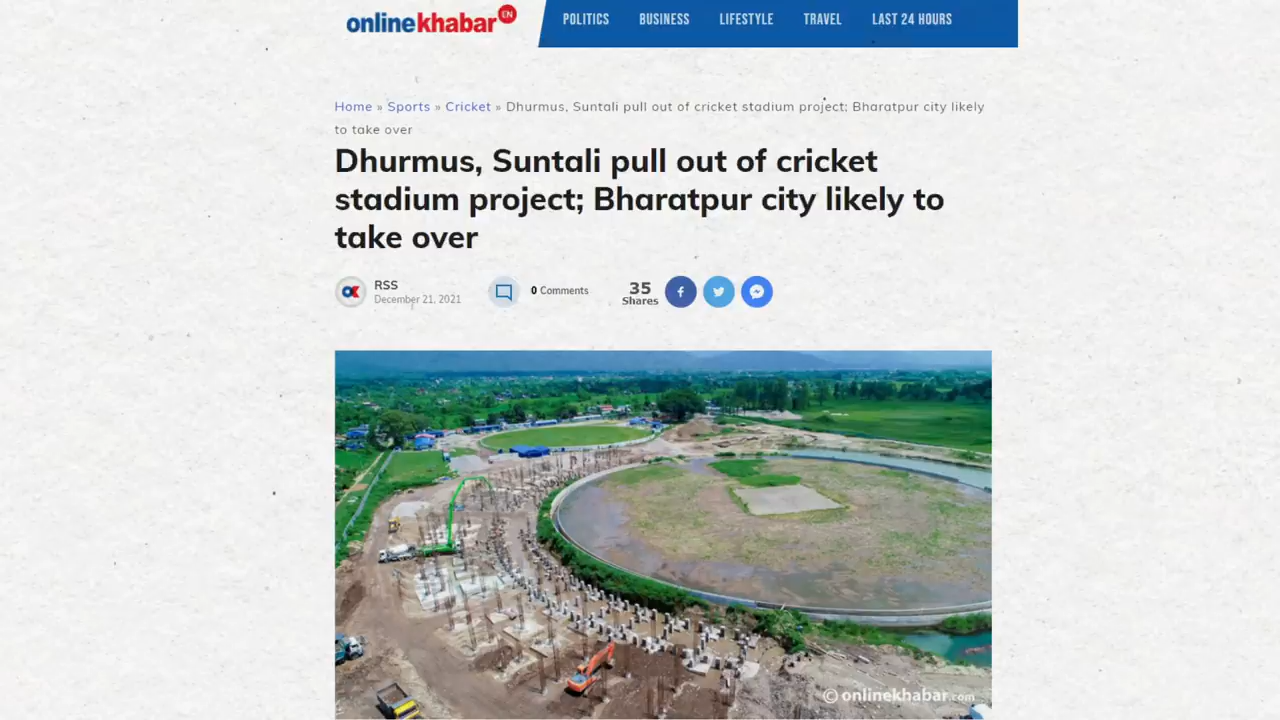 onlinekhabar EN
POLITICS BUSINESS LIFESTYLE TRAVEL LAST 24 HOURS
Home » Sports » Cricket » Dhurmus, Suntali pull out of cricket stadium project; Bharatpur city likely
to take over
Dhurmus, Suntali pull out of cricket
stadium project; Bharatpur city likely to
take over
RSS
December 21, 2021
0 Comments
35
Shares
© onlinekhabar.com